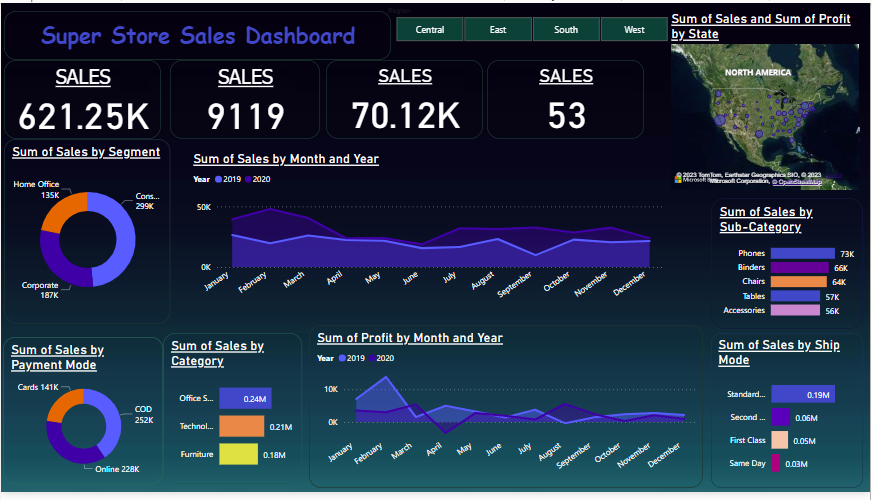 Super Store Sales Dashboard
Central
East
South
West
Sum of Sales and Sum of Profit
by State
SALES
621.25K
SALES
9119
SALES
70.12K
SALES
53
NORTH AMERICA
© 2023 TomTom, Earthstar Geographics SIO, © 2023
Microsoft Corporation, © OpenStreetMap
Sum of Sales by Segment
Home Office
135K
Cons...
299K
Corporate
187K
Sum of Sales by Month and Year
Year 2019 2020
50K
0K
January
February
March
April
May
June
July
August
September
October
November
December
Sum of Sales by
Sub-Category
Phones 73K
Binders 66K
Chairs 64K
Tables 57K
Accessories 56K
Sum of Sales by
Payment Mode
Cards 141K
COD
252K
Online 228K
Sum of Sales by
Category
Office S... 0.24M
Technol... 0.21M
Furniture 0.18M
Sum of Profit by Month and Year
Year 2019 2020
10K
0K
January
February
March
April
May
June
July
August
September
October
November
December
Sum of Sales by Ship
Mode
Standard... 0.19M
Second ... 0.06M
First Class 0.05M
Same Day 0.03M